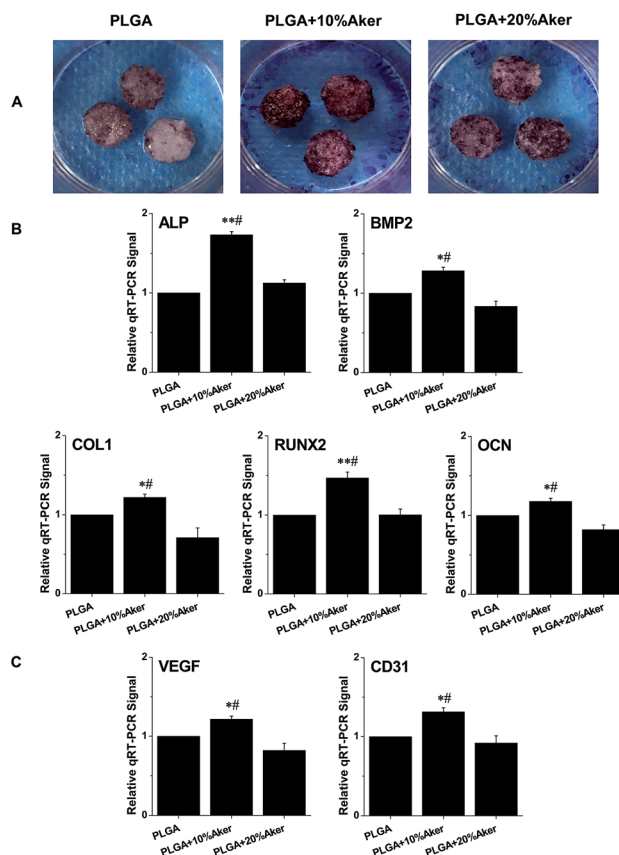 PLGA PLGA+10%Aker PLGA+20%Aker
A
B
ALP
Relative qRT-PCR Signal
2
1
0
**#
PLGA
PLGA+10%Aker
PLGA+20%Aker
BMP2
Relative qRT-PCR Signal
2
1
0
*#
PLGA
PLGA+10%Aker
PLGA+20%Aker
COL1
Relative qRT-PCR Signal
2
1
0
*#
PLGA
PLGA+10%Aker
PLGA+20%Aker
RUNX2
Relative qRT-PCR Signal
2
1
0
**#
PLGA
PLGA+10%Aker
PLGA+20%Aker
OCN
Relative qRT-PCR Signal
2
1
0
*#
PLGA
PLGA+10%Aker
PLGA+20%Aker
C
VEGF
Relative qRT-PCR Signal
2
1
0
*#
PLGA
PLGA+10%Aker
PLGA+20%Aker
CD31
Relative qRT-PCR Signal
2
1
0
*#
PLGA
PLGA+10%Aker
PLGA+20%Aker